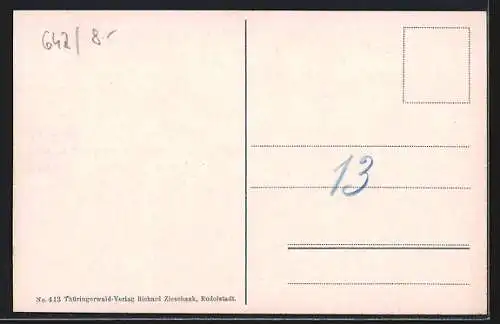 642/8.-
13
No. 413 Thüringerwald-Verlag Richard Zieschank, Rudolstadt.